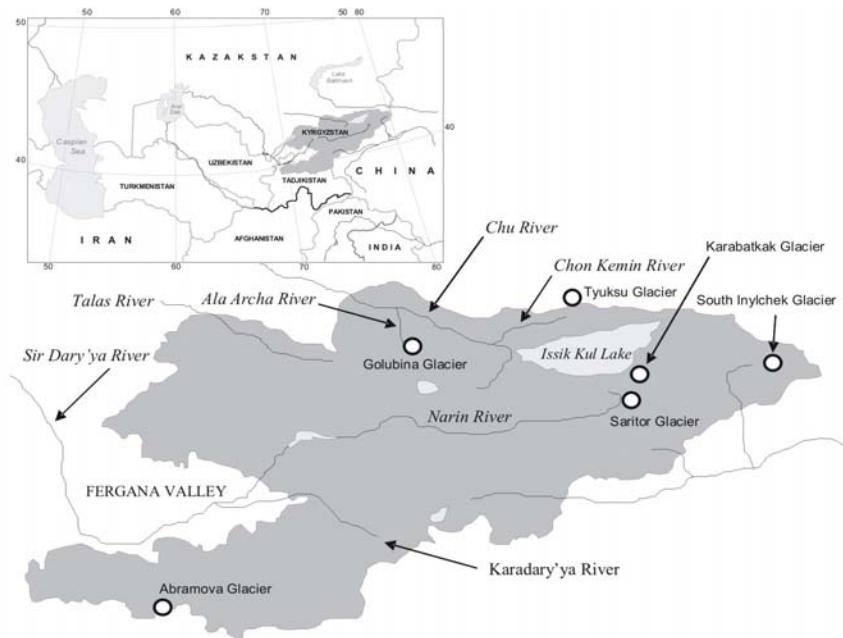 50
60
70
50 80
50
KAZAKSTAN
Lake
Balkhash
Aral
Sea
Caspian
Sea
KYRGYZSTAN
40
40
UZBEKISTAN
CHINA
TURKMENISTAN
TADJIKISTAN
PAKISTAN
IRAN
AFGHANISTAN
INDIA
50
60
70
80
Chu River
Karabatkak Glacier
Chon Kemin River
Talas River
Ala Archa River
Tyuksu Glacier
South Inylchek Glacier
Sir Dary'ya River
Golubina Glacier
Issik Kul Lake
Narin River
Saritor Glacier
FERGANA VALLEY
Karadary'ya River
Abramova Glacier